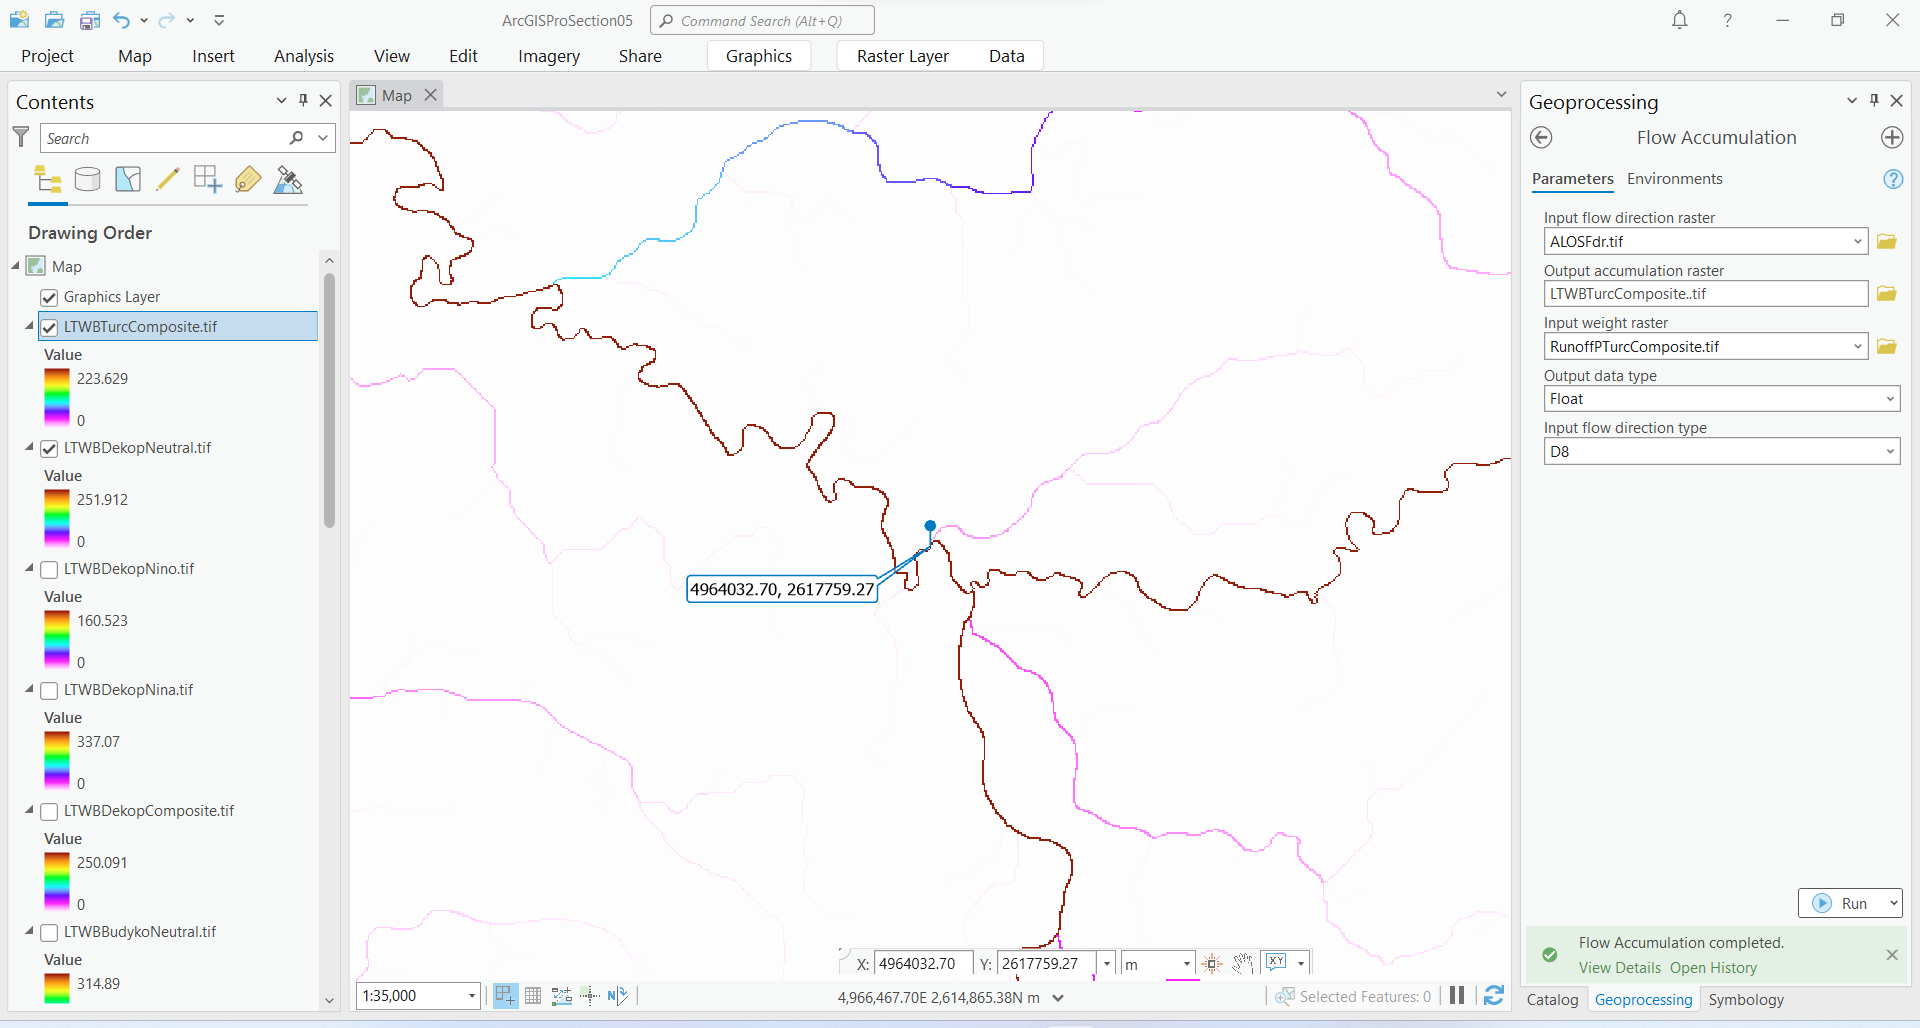 ArcGISProSection05
Command Search (Alt+Q)
?
Project
Map
Insert
Analysis
View
Edit
Imagery
Share
Graphics
Raster Layer
Data
Contents
Search
Drawing Order
Map
Graphics Layer
LTWBTurcComposite.tif
Value
223.629
0
LTWBDekopNeutral.tif
Value
251.912
0
LTWBDekopNino.tif
Value
160.523
0
LTWBDekopNina.tif
Value
337.07
0
LTWBDekopComposite.tif
Value
250.091
0
LTWBBudykoNeutral.tif
Value
314.89
Map
4964032.70, 2617759.27
X: 4964032.70 Y: 2617759.27 m XY
1:35,000
N
4,966,467.70E 2,614,865.38N m
Selected Features: 0
Geoprocessing
Flow Accumulation
Parameters
Environments
?
Input flow direction raster
ALOSFdr.tif
Output accumulation raster
LTWBTurcComposite..tif
Input weight raster
RunoffPTurcComposite.tif
Output data type
Float
Input flow direction type
D8
Run
Flow Accumulation completed.
View Details Open History
Catalog
Geoprocessing
Symbology